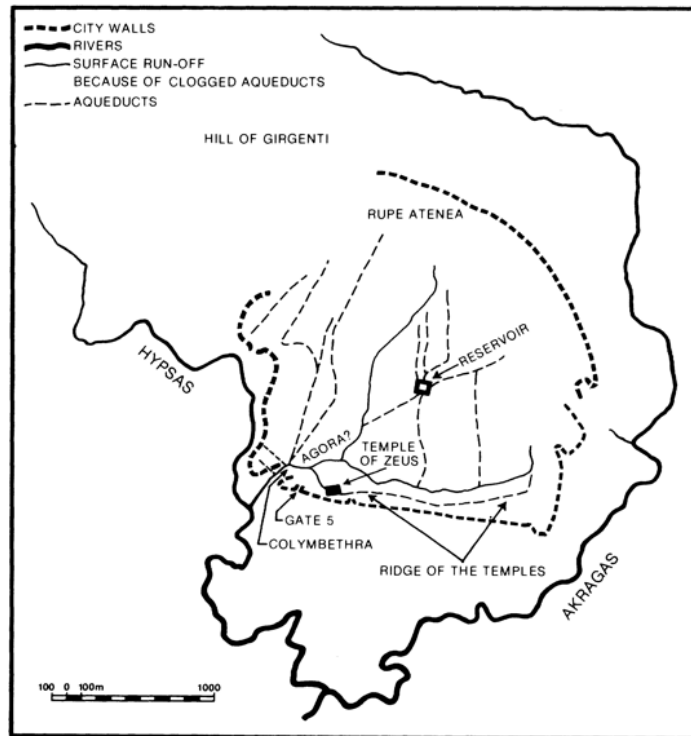 CITY WALLS
RIVERS
SURFACE RUN-OFF
BECAUSE OF CLOGGED AQUEDUCTS
AQUEDUCTS
HILL OF GIRGENTI
RUPE ATENEA
HYPSAS
RESERVOIR
AGORA?
TEMPLE
OF ZEUS
GATE 5
COLYMBETHRA
RIDGE OF THE TEMPLES
AKRAGAS
100 0 100m 1000